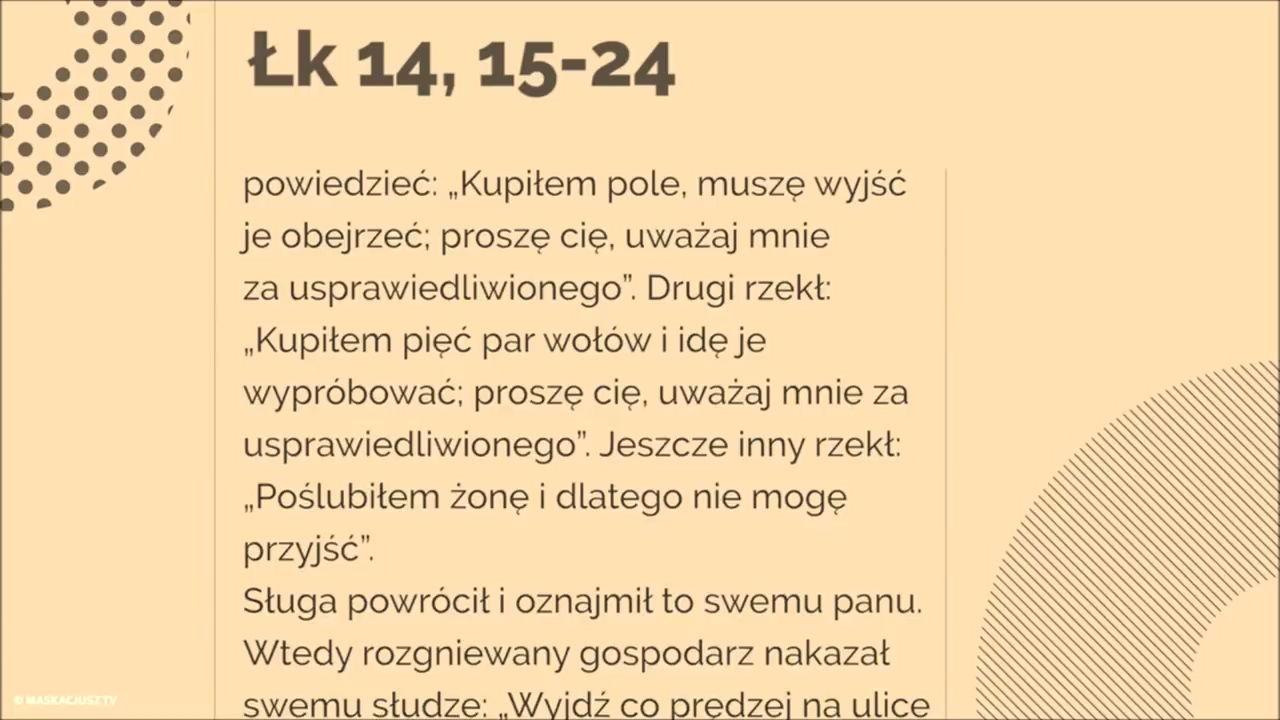 Łk 14, 15-24
powiedzieć: „Kupiłem pole, muszę wyjść
je obejrzeć; proszę cię, uważaj mnie
za usprawiedliwionego”. Drugi rzekł:
„Kupiłem pięć par wołów i idę je
wypróbować; proszę cię, uważaj mnie za
usprawiedliwionego”. Jeszcze inny rzekł:
„Poślubiłem żonę i dlatego nie mogę
przyjść”.
Sługa powrócił i oznajmił to swemu panu.
Wtedy rozgniewany gospodarz nakazał
swemu słudze: „Wyjdź co prędzej na ulice
© MASKACJUSZ TV